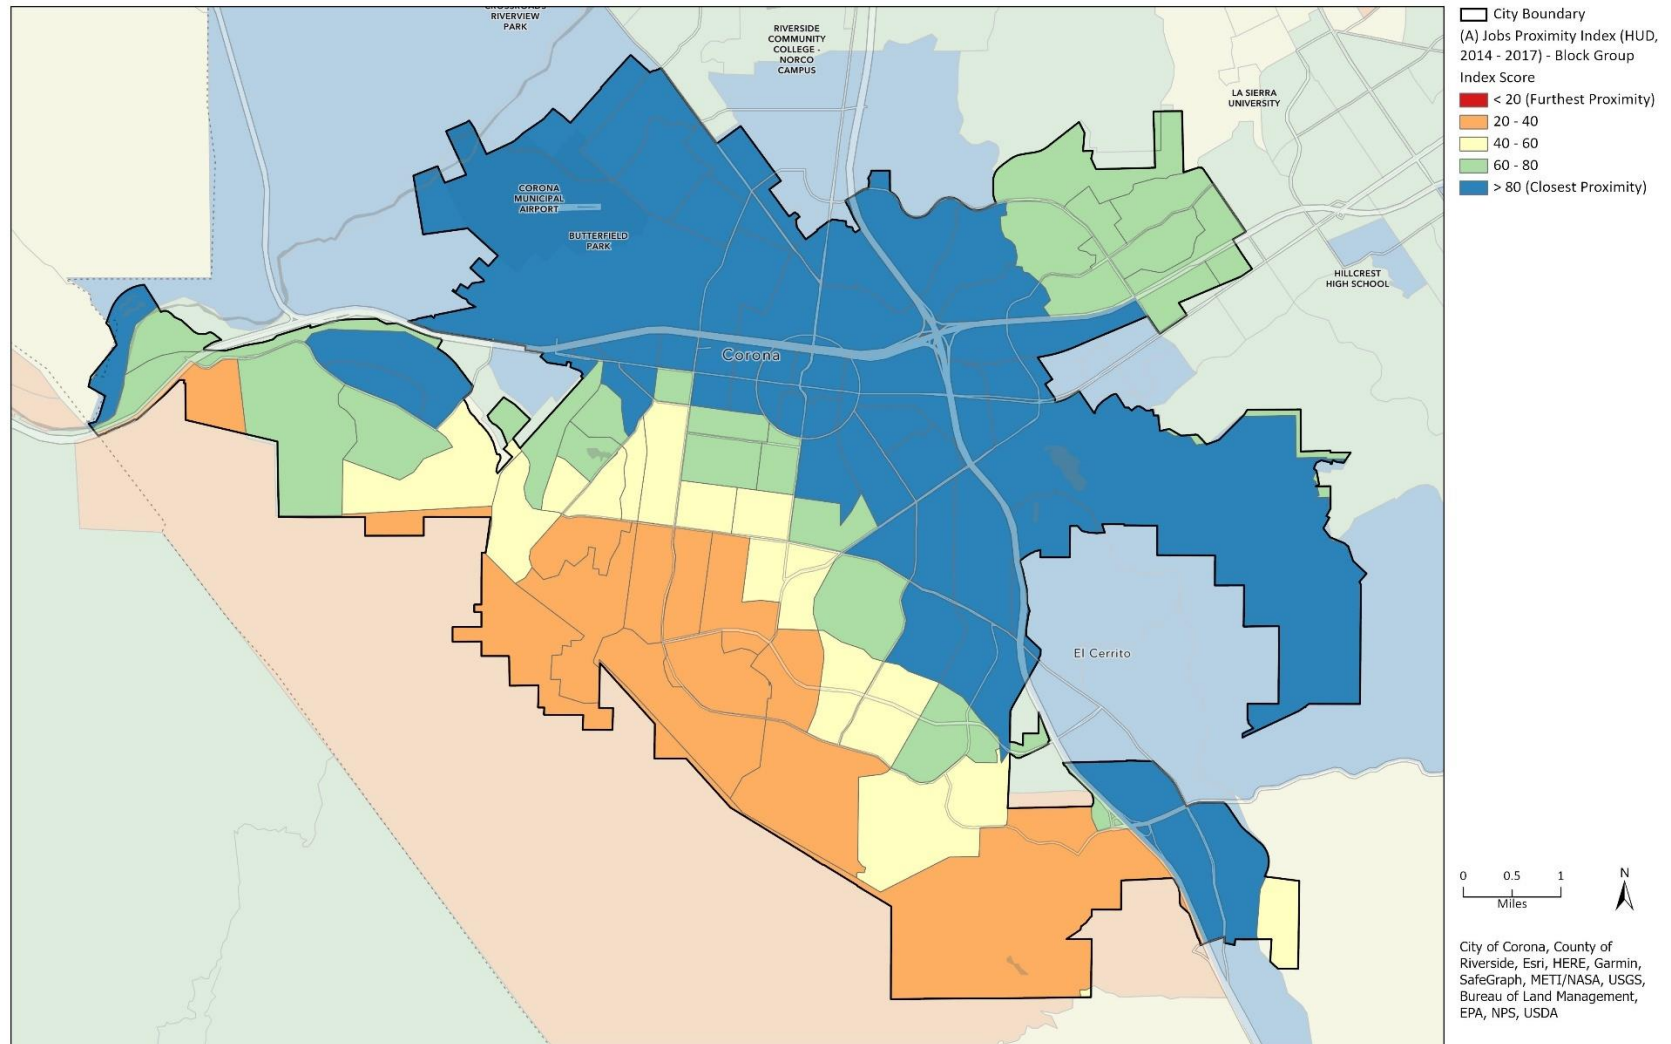 CROSSROADS
RIVERVIEW
PARK
RIVERSIDE
COMMUNITY
COLLEGE -
NORCO
CAMPUS
LA SIERRA
UNIVERSITY
CORONA
MUNICIPAL
AIRPORT
BUTTERFIELD
PARK
HILLCREST
HIGH SCHOOL
Corona
El Cerrito
City Boundary
(A) Jobs Proximity Index (HUD,
2014 - 2017) - Block Group
Index Score
< 20 (Furthest Proximity)
20 - 40
40 - 60
60 - 80
> 80 (Closest Proximity)
0 0.5 1
Miles
N
City of Corona, County of
Riverside, Esri, HERE, Garmin,
SafeGraph, METI/NASA, USGS,
Bureau of Land Management,
EPA, NPS, USDA